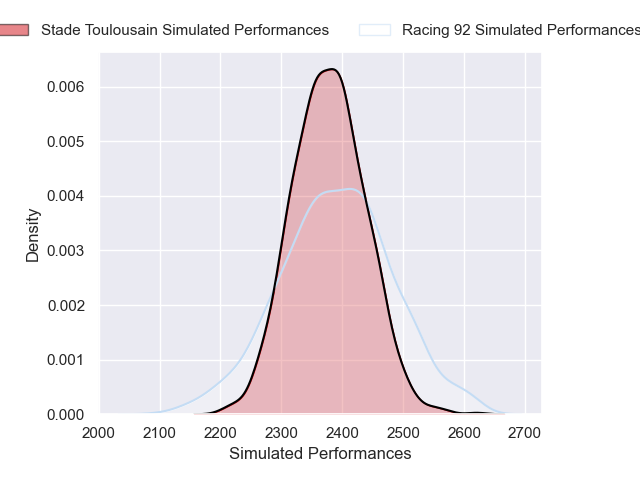 Stade Toulousain Simulated Performances Racing 92 Simulated Performances
0.006
0.005
0.004
0.003
0.002
0.001
0.000
Density
2000 2100 2200 2300 2400 2500 2600 2700
Simulated Performances